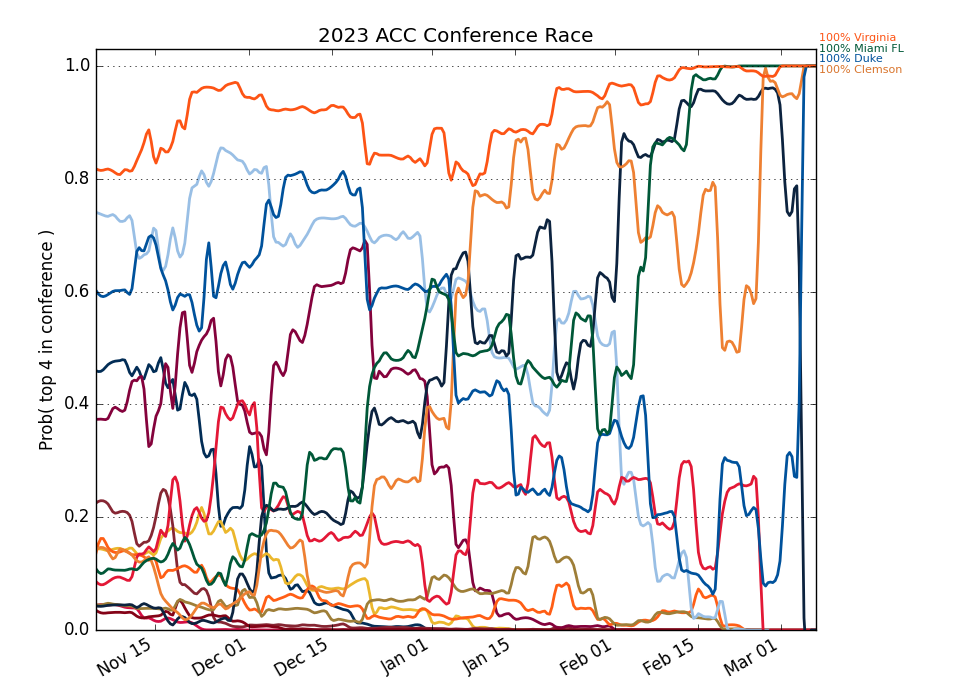 2023 ACC Conference Race
100% Virginia
100% Miami FL
100% Duke
100% Clemson
Prob( top 4 in conference )
1.0
0.8
0.6
0.4
0.2
0.0
Nov 15
Dec 01
Dec 15
Jan 01
Jan 15
Feb 01
Feb 15
Mar 01